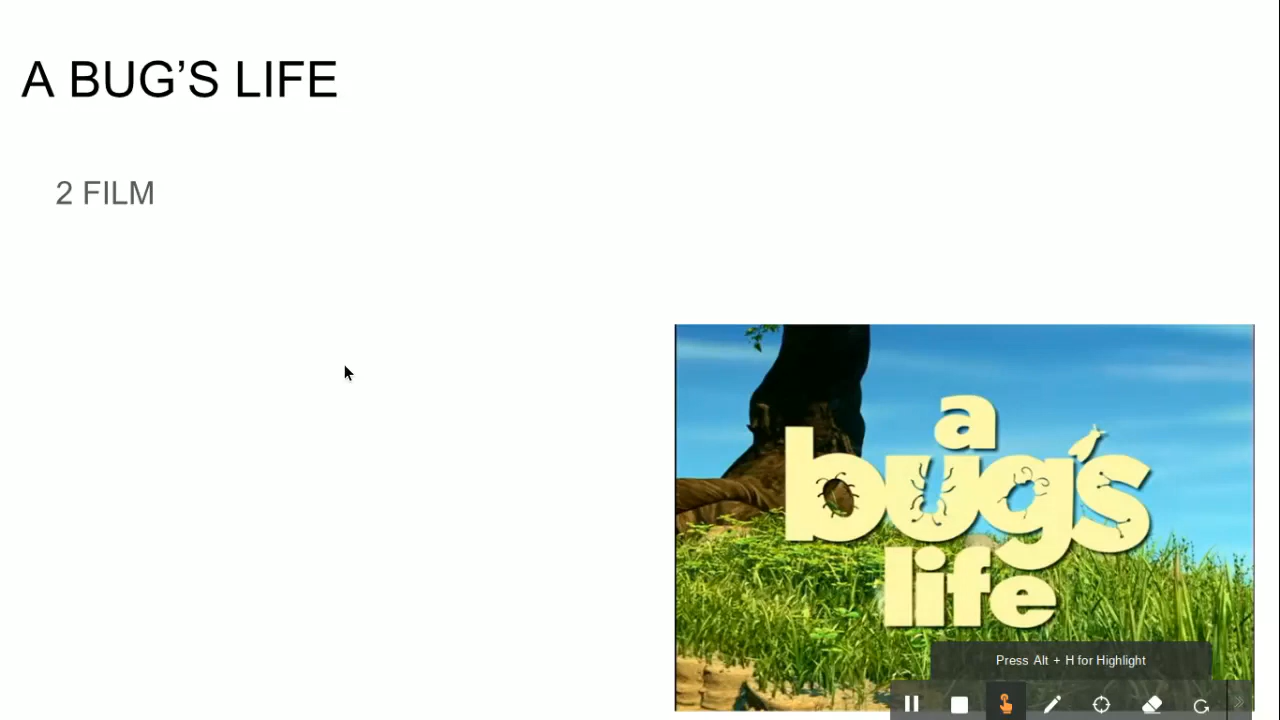 A BUG’S LIFE
2 FILM
a
bug's
life
Press Alt + H for Highlight